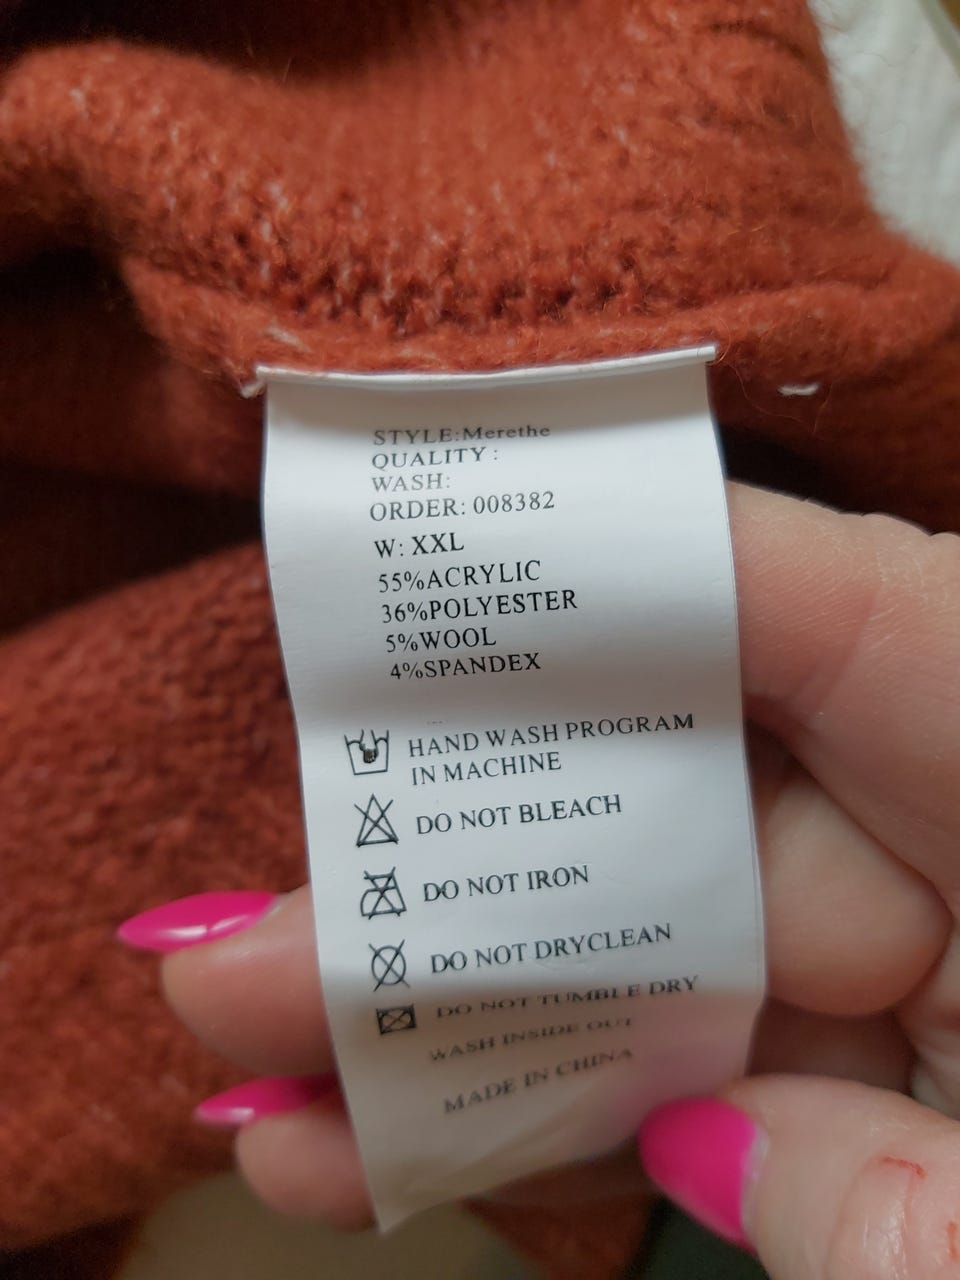 STYLE:Merethe
QUALITY :
WASH:
ORDER: 008382
W: XXL
55%ACRYLIC
36%POLYESTER
5%WOOL
4%SPANDEX
HAND WASH PROGRAM
IN MACHINE
DO NOT BLEACH
DO NOT IRON
DO NOT DRYCLEAN
DO NOT TUMBLE DRY
WASH INSIDE OUT
MADE IN CHINA